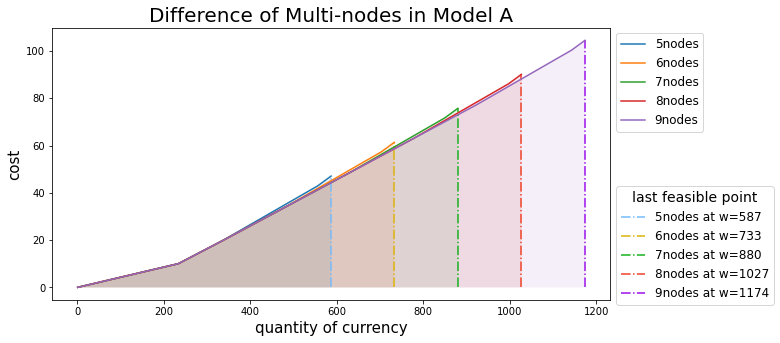 Difference of Multi-nodes in Model A
cost
100
80
60
40
20
0
0
200
400
600
800
1000
1200
quantity of currency
5nodes
6nodes
7nodes
8nodes
9nodes
last feasible point
5nodes at w=587
6nodes at w=733
7nodes at w=880
8nodes at w=1027
9nodes at w=1174